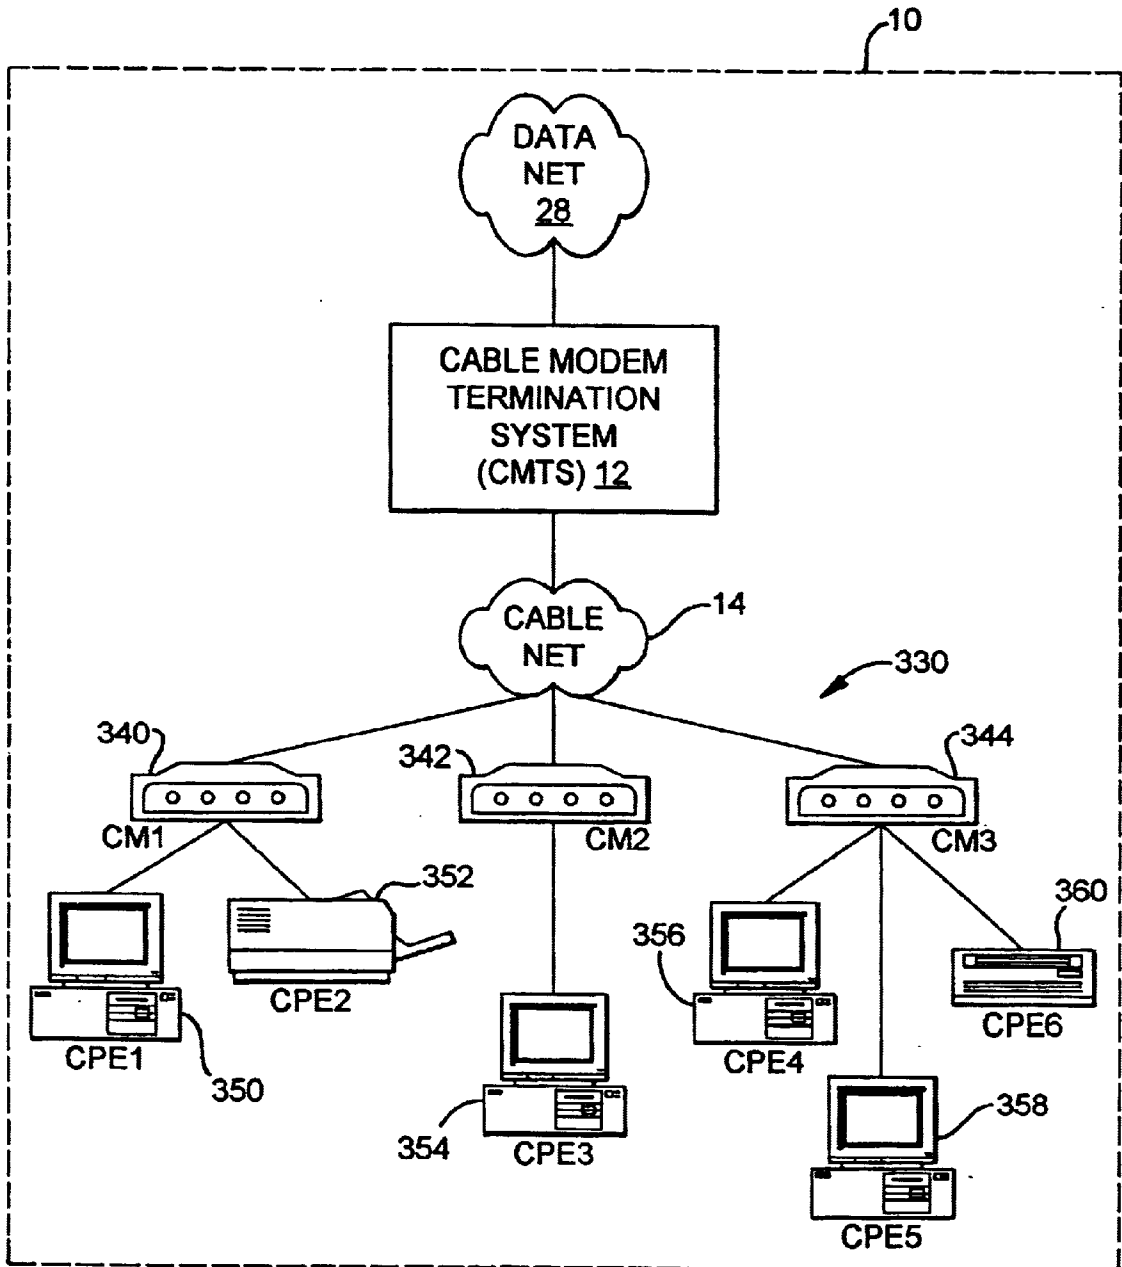 10
DATA
NET
28
CABLE MODEM
TERMINATION
SYSTEM
(CMTS) 12
CABLE
NET
14
330
340
342
344
CM1
CM2
CM3
352
360
356
CPE2
CPE6
CPE1
350
CPE4
354
CPE3
358
CPE5